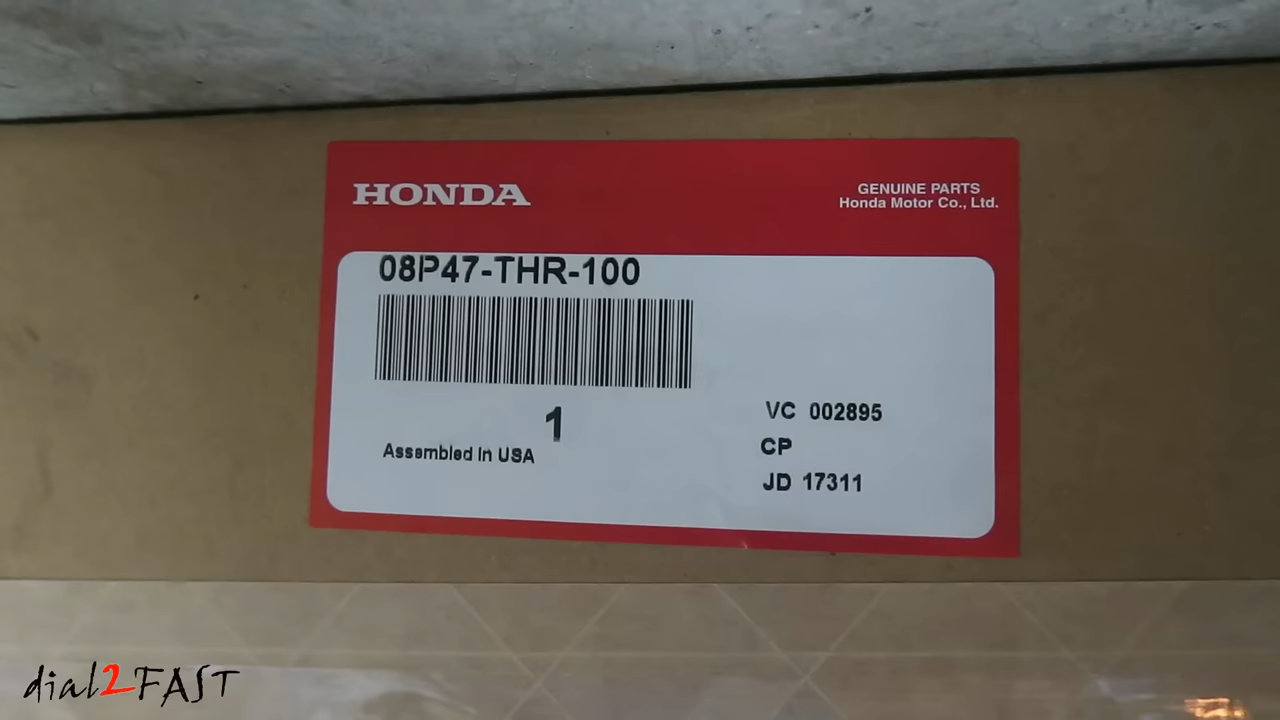 HONDA
GENUINE PARTS
Honda Motor Co., Ltd.
08P47-THR-100
1
Assembled In USA
VC 002895
CP
JD 17311
dial2FAST